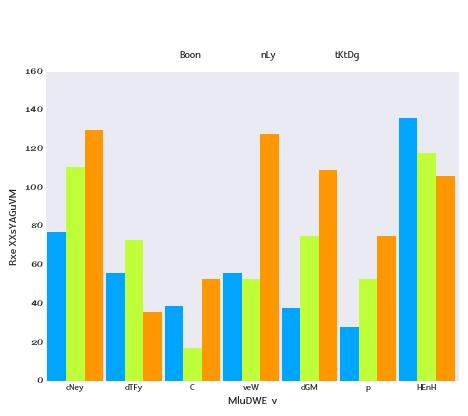 Boon nLy tKtDg
160
140
120
100
80
60
40
20
0
Rxe XXsYAGuVM
cNey dTFy C veW dGM p HEnH
MluDWE v